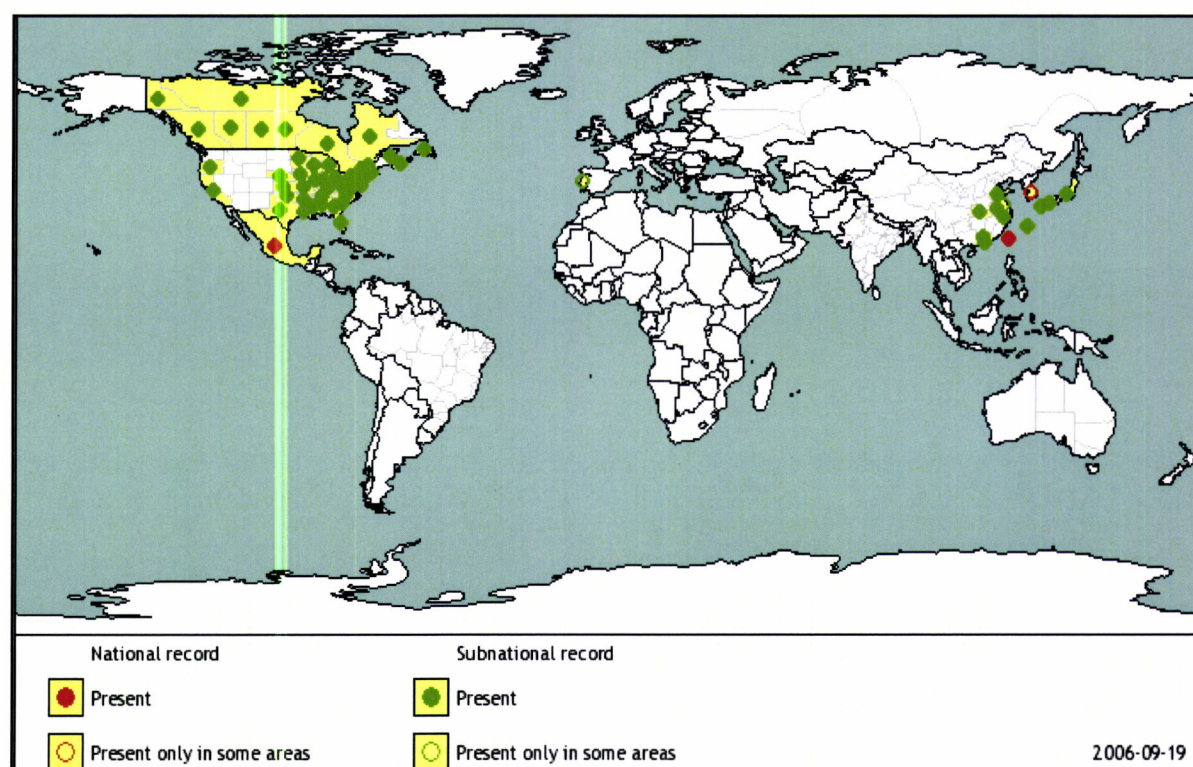 National record
Subnational record
Present
Present
Present only in some areas
Present only in some areas
2006-09-19